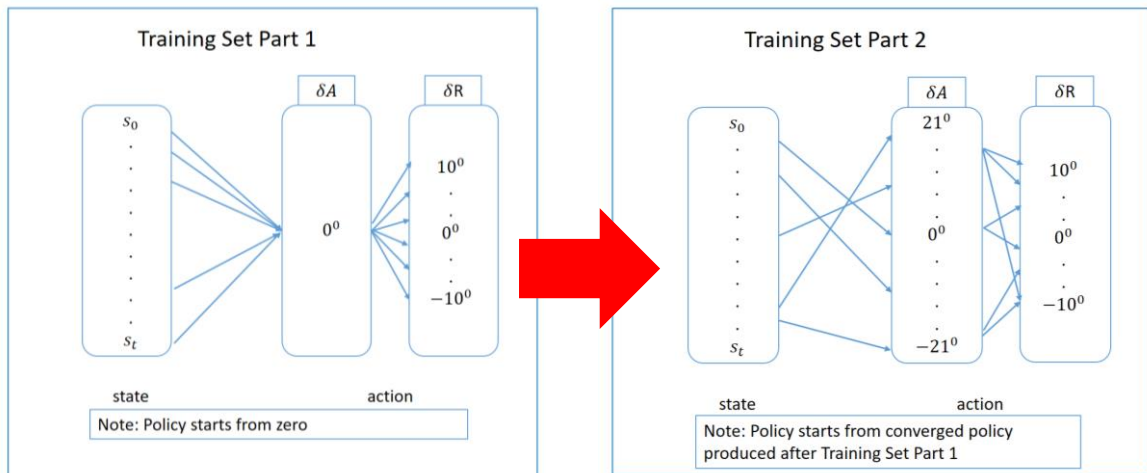 Training Set Part 1
δA
δR
s₀
.
.
.
.
.
.
.
.
sₜ
0⁰
10⁰
.
.
0⁰
.
.
−10⁰
state
action
Note: Policy starts from zero
Training Set Part 2
δA
δR
s₀
.
.
.
.
.
.
.
.
sₜ
21⁰
.
.
.
0⁰
.
.
.
−21⁰
10⁰
.
.
0⁰
.
.
−10⁰
state
action
Note: Policy starts from converged policy
produced after Training Set Part 1